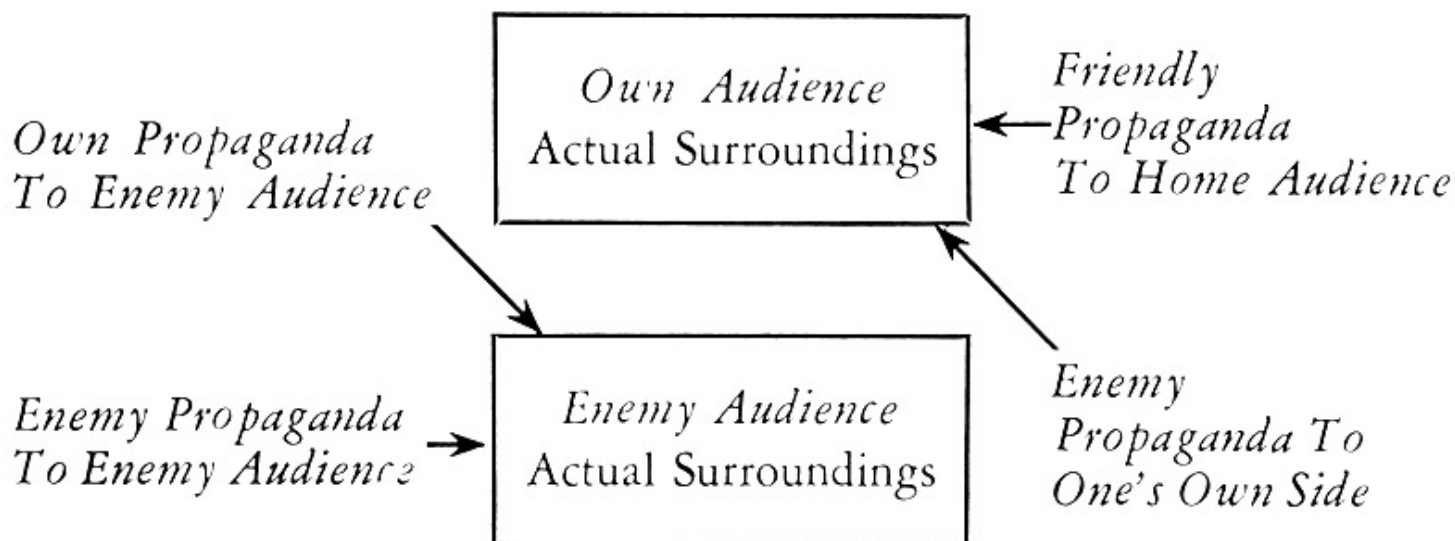 Own Audience
Actual Surroundings
Friendly
Propaganda
To Home Audience
Own Propaganda
To Enemy Audience
Enemy Propaganda
To Enemy Audience
Enemy Audience
Actual Surroundings
Enemy
Propaganda To
One's Own Side